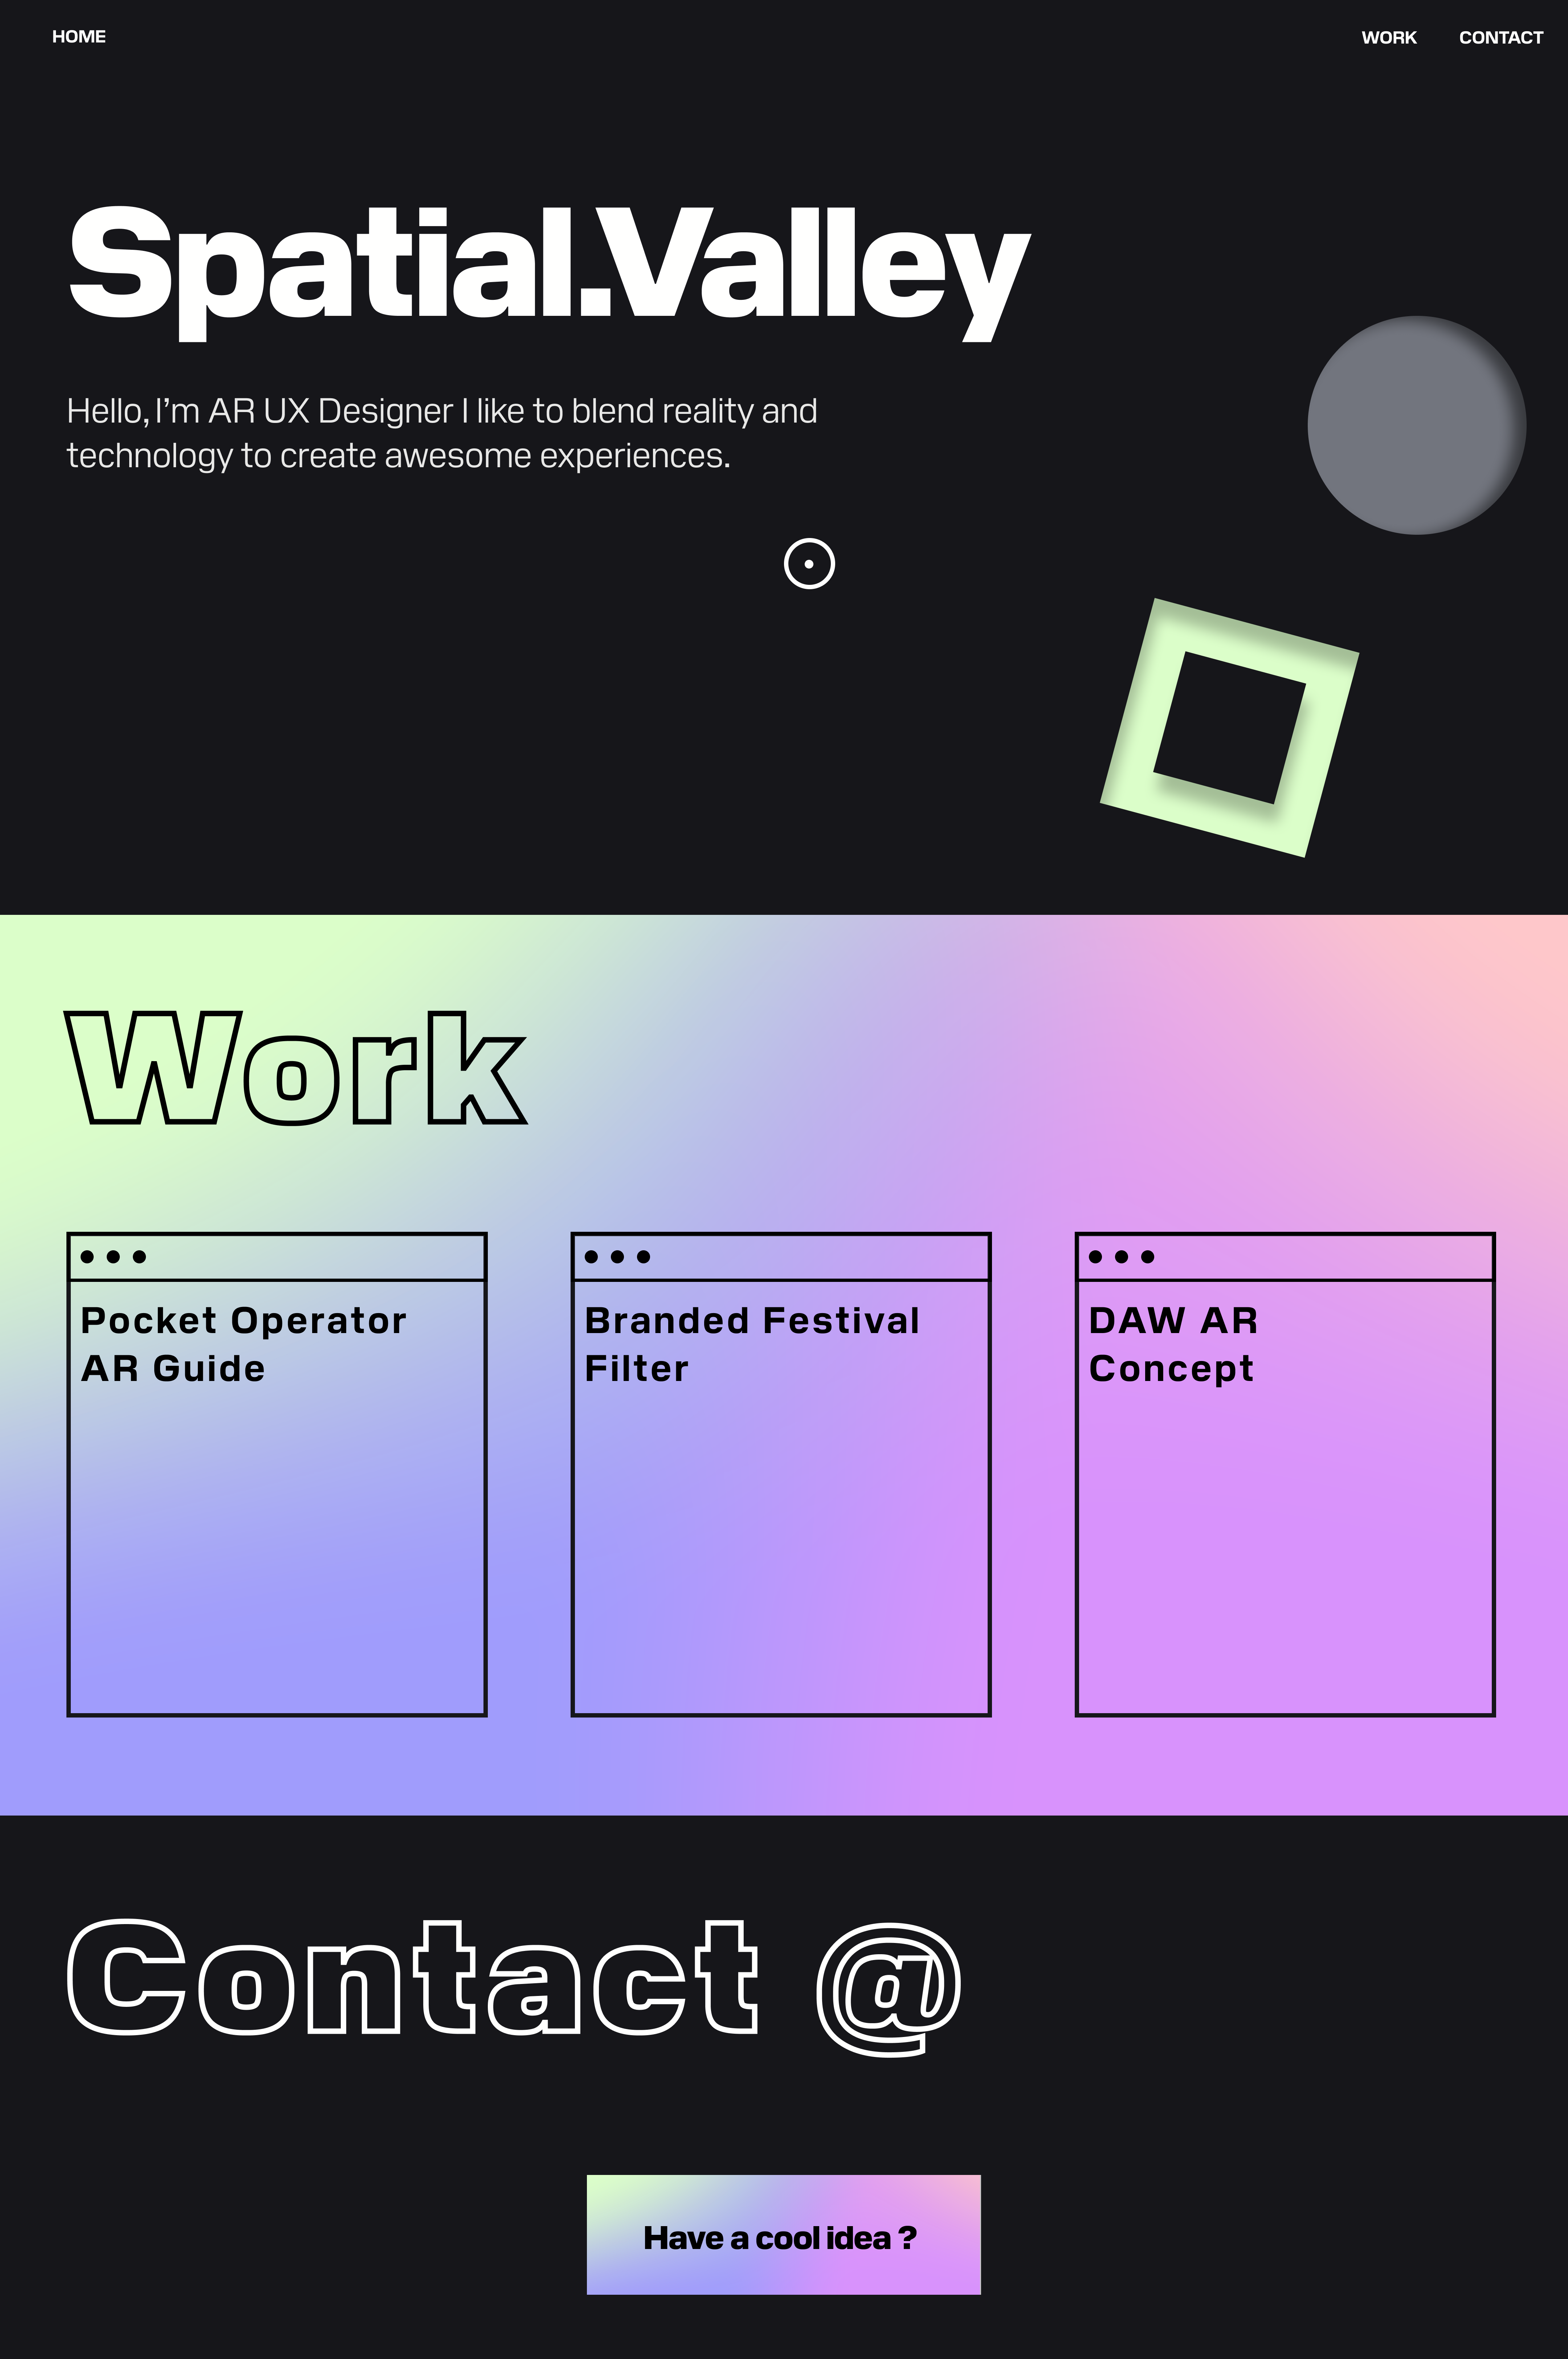 HOME
WORK
CONTACT
Spatial.Valley
Hello, I’m AR UX Designer I like to blend reality and
technology to create awesome experiences.
Work
Pocket Operator
AR Guide
Branded Festival
Filter
DAW AR
Concept
Contact @
Have a cool idea ?